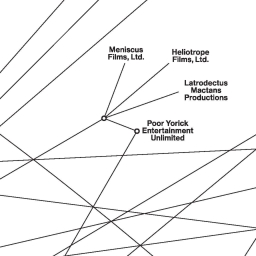 Meniscus
Films, Ltd.
Heliotrope
Films, Ltd.
Latrodectus
Mactans
Productions
Poor Yorick
Entertainment
Unlimited